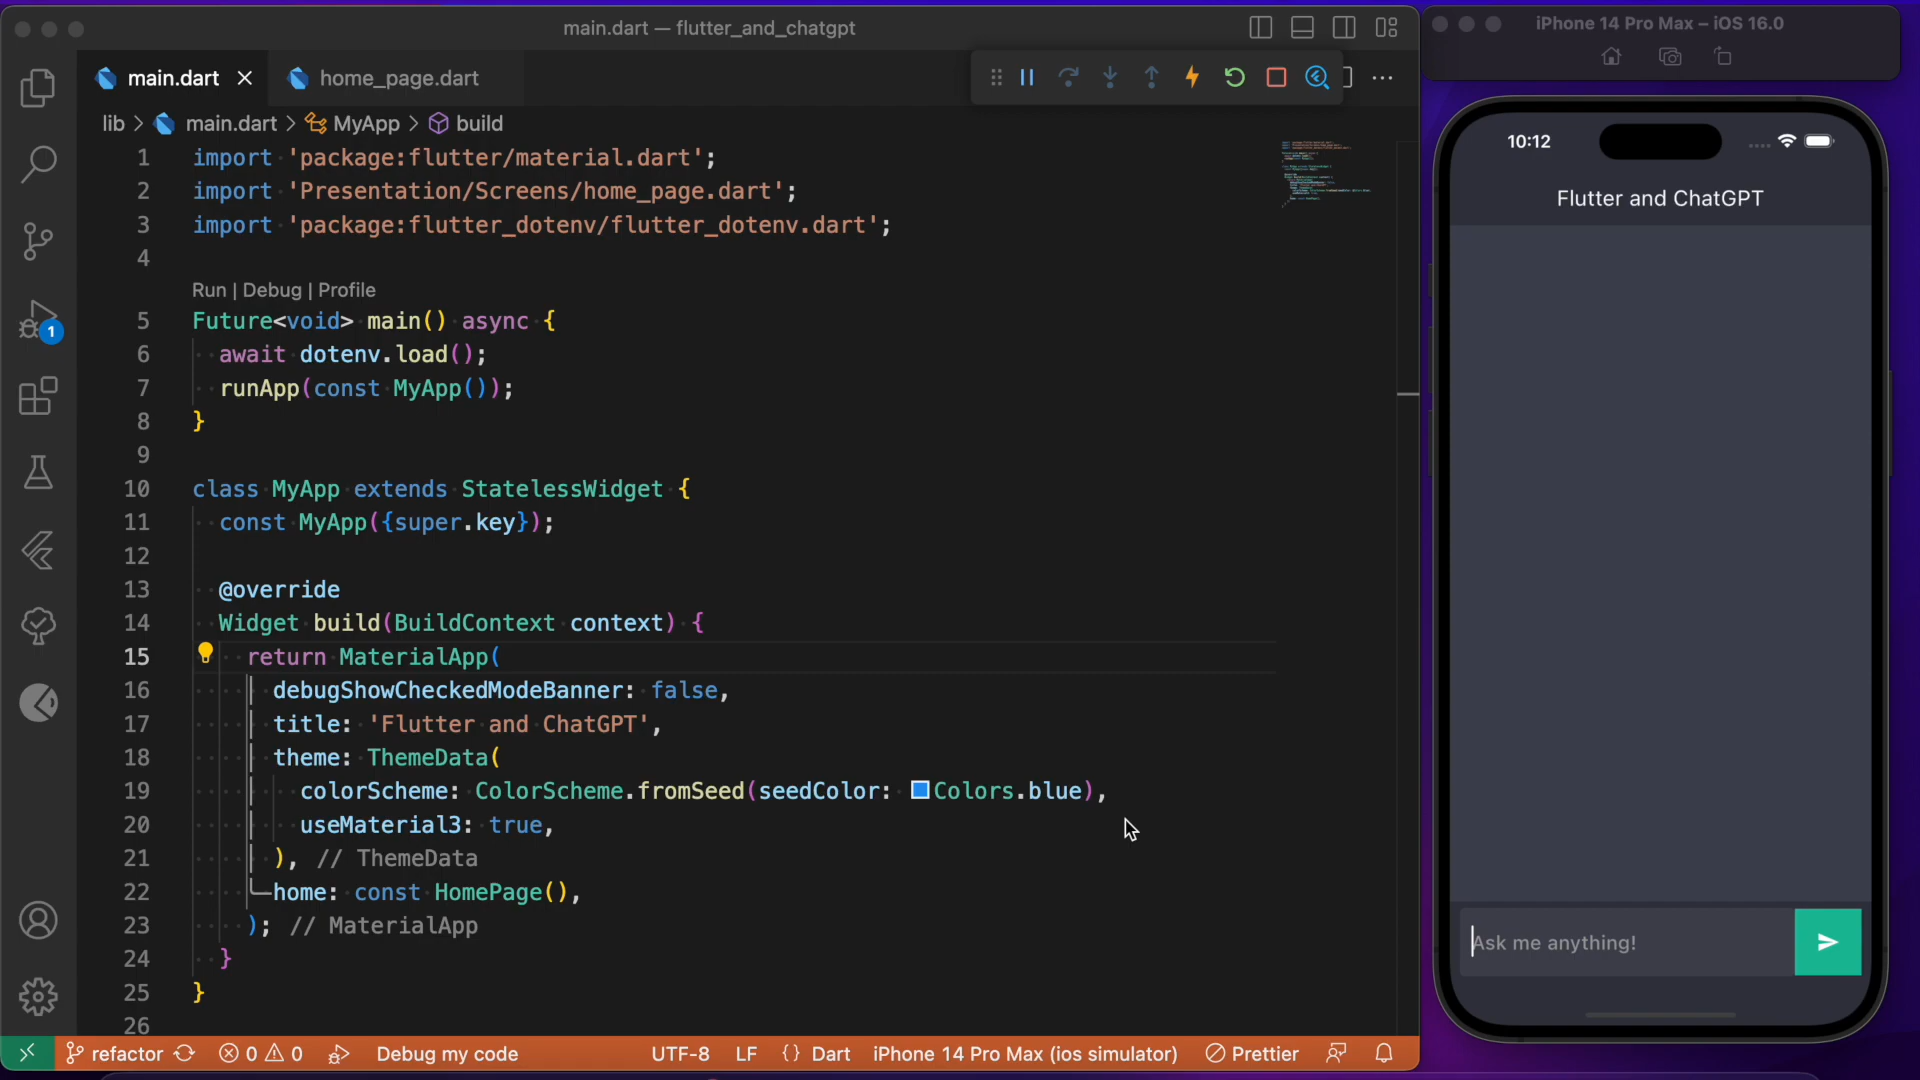 main.dart — flutter_and_chatgpt
main.dart
home_page.dart
lib > main.dart > MyApp > build
1 import 'package:flutter/material.dart';
2 import 'Presentation/Screens/home_page.dart';
3 import 'package:flutter_dotenv/flutter_dotenv.dart';
4
Run | Debug | Profile
5 Future<void> main() async {
6 await dotenv.load();
7 runApp(const MyApp());
8 }
9
10 class MyApp extends StatelessWidget {
11 const MyApp({super.key});
12
13 @override
14 Widget build(BuildContext context) {
15 return MaterialApp(
16 debugShowCheckedModeBanner: false,
17 title: 'Flutter and ChatGPT',
18 theme: ThemeData(
19 colorScheme: ColorScheme.fromSeed(seedColor: Colors.blue),
20 useMaterial3: true,
21 ), // ThemeData
22 home: const HomePage(),
23 ); // MaterialApp
24 }
25 }
26
1
refactor 0 0 Debug my code UTF-8 LF {} Dart iPhone 14 Pro Max (ios simulator) Prettier
iPhone 14 Pro Max – iOS 16.0
10:12
Flutter and ChatGPT
Ask me anything!